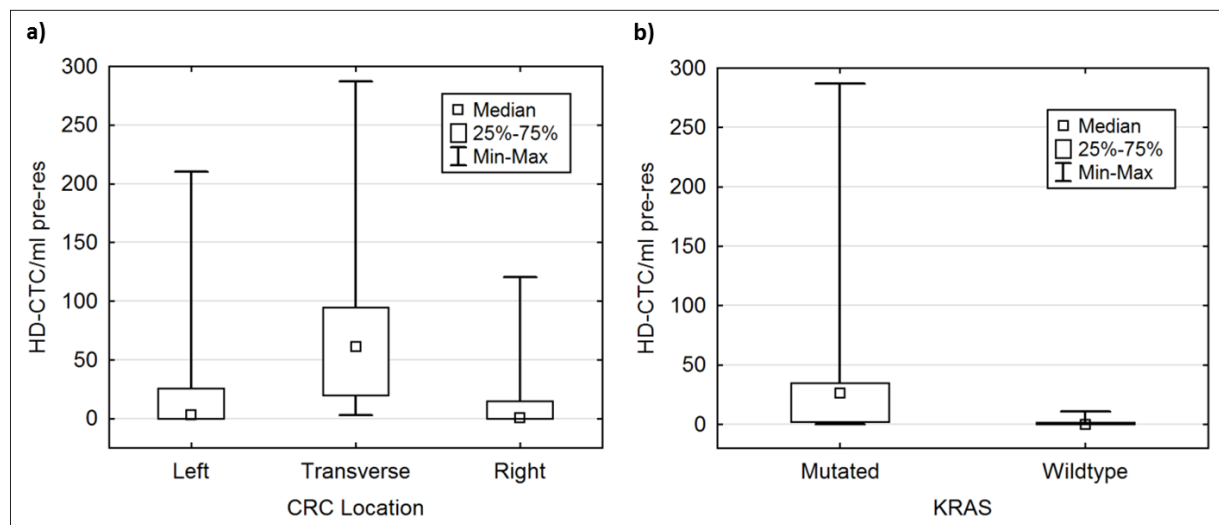 a)
HD-CTC/ml pre-res
300
250
200
150
100
50
0
Median
25%-75%
Min-Max
Left Transverse Right
CRC Location
b)
HD-CTC/ml pre-res
300
250
200
150
100
50
0
Median
25%-75%
Min-Max
Mutated Wildtype
KRAS